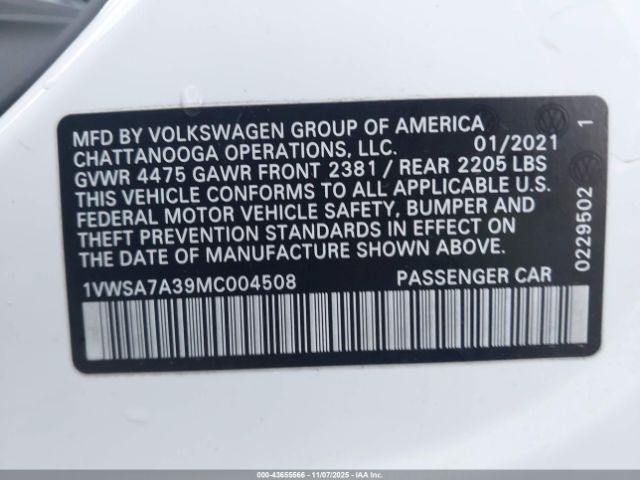 MFD BY VOLKSWAGEN GROUP OF AMERICA
CHATTANOOGA OPERATIONS, LLC. 01/2021
GVWR 4475 GAWR FRONT 2381 / REAR 2205 LBS
THIS VEHICLE CONFORMS TO ALL APPLICABLE U.S.
FEDERAL MOTOR VEHICLE SAFETY, BUMPER AND
THEFT PREVENTION STANDARDS IN EFFECT ON
THE DATE OF MANUFACTURE SHOWN ABOVE.
1VWSA7A39MC004508 PASSENGER CAR
0229502 1
000-43655566 11/07/2025 IAAI.CA